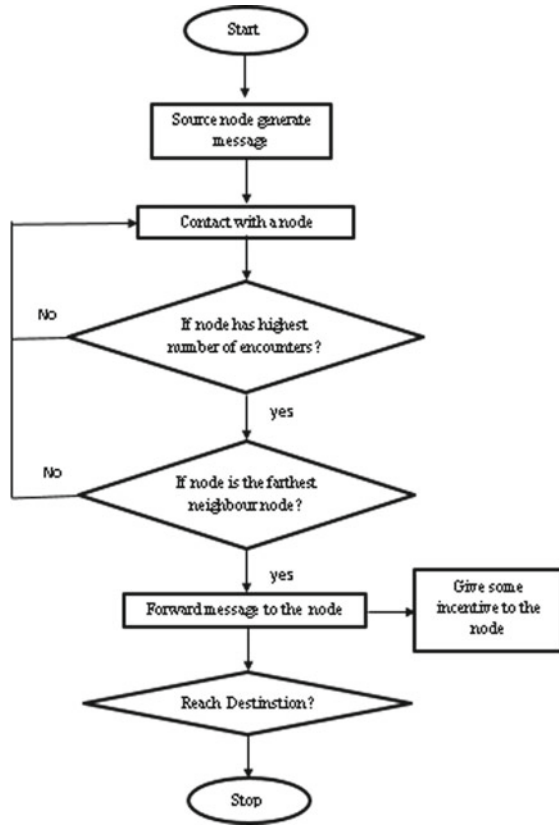 Start
Source node generate
message
Contact with a node
No
If node has highest
number of encounters?
yes
No
If node is the farthest
neighbour node?
yes
Forward message to the node
Give some
incentive to the
node
Reach Destinstion?
Stop